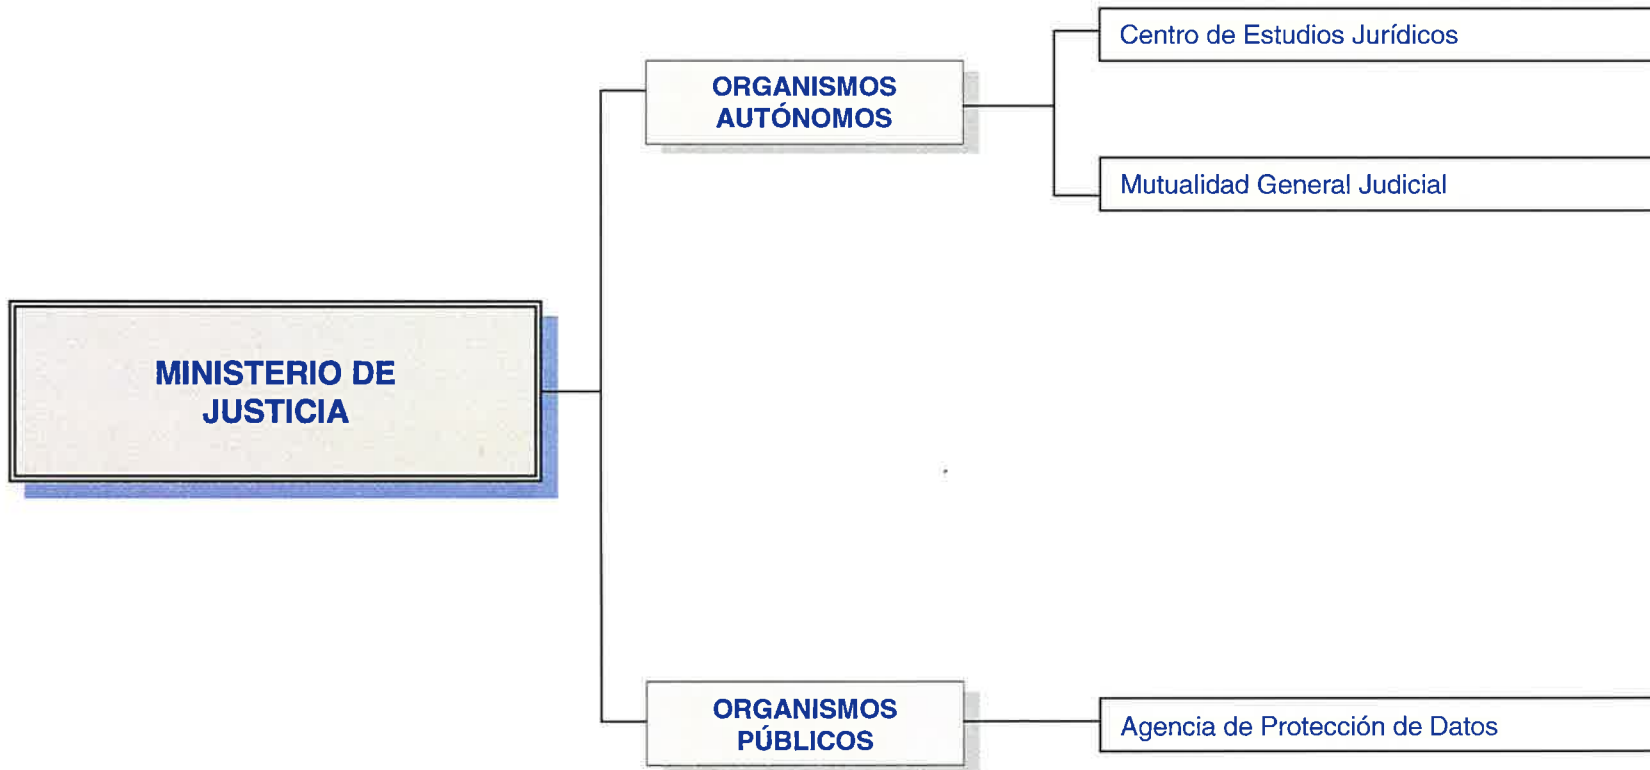 Centro de Estudios Jurídicos
ORGANISMOS
AUTÓNOMOS
Mutualidad General Judicial
MINISTERIO DE
JUSTICIA
ORGANISMOS
PÚBLICOS
Agencia de Protección de Datos